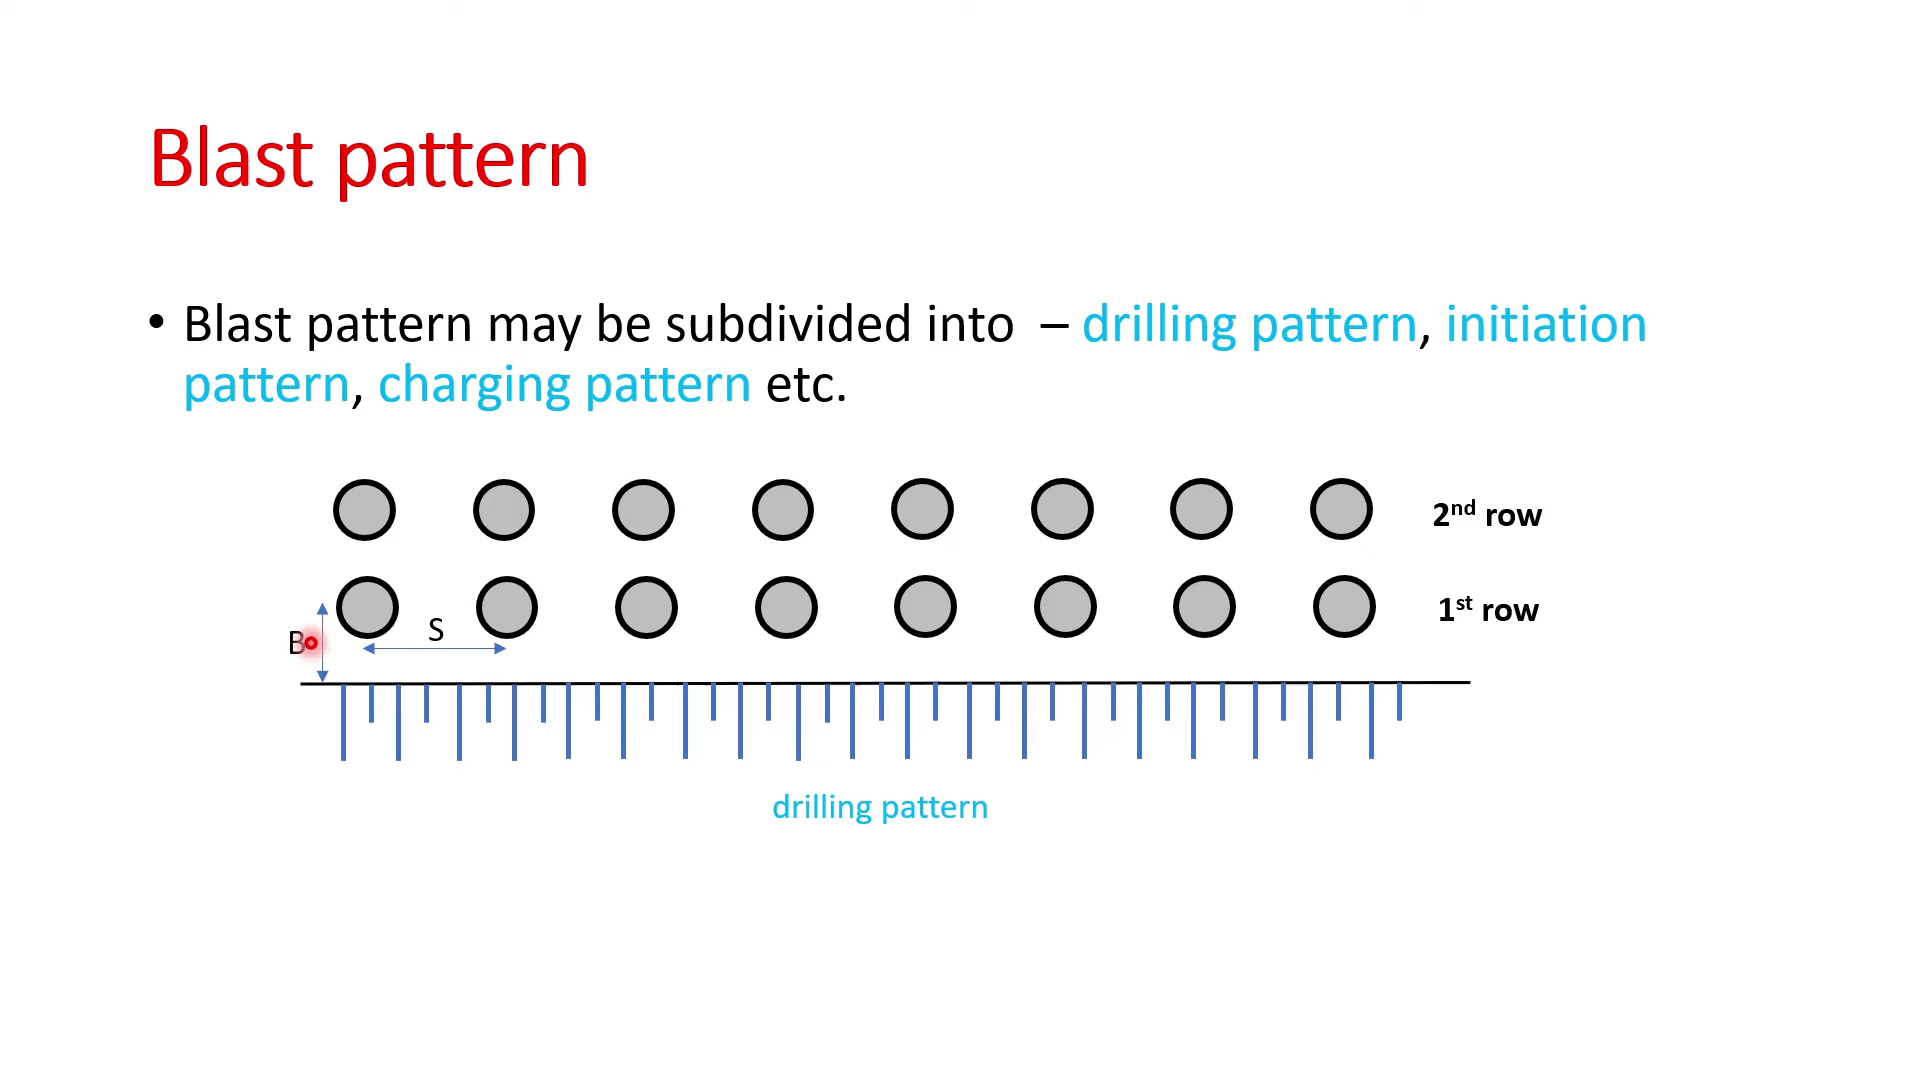 Blast pattern
• Blast pattern may be subdivided into – drilling pattern, initiation
pattern, charging pattern etc.
2nd row
1st row
S
B
drilling pattern